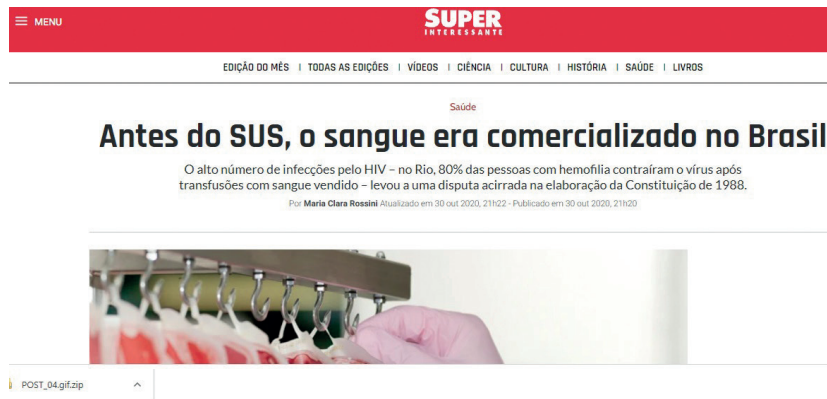 MENU
SUPER
INTERESSANTE
EDIÇÃO DO MÊS | TODAS AS EDIÇÕES | VÍDEOS | CIÊNCIA | CULTURA | HISTÓRIA | SAÚDE | LIVROS
Saúde
Antes do SUS, o sangue era comercializado no Brasil
O alto número de infecções pelo HIV – no Rio, 80% das pessoas com hemofilia contraíram o vírus após
transfusões com sangue vendido – levou a uma disputa acirrada na elaboração da Constituição de 1988.
Por Maria Clara Rossini Atualizado em 30 out 2020, 21h22 - Publicado em 30 out 2020, 21h20
POST_04.gif.zip